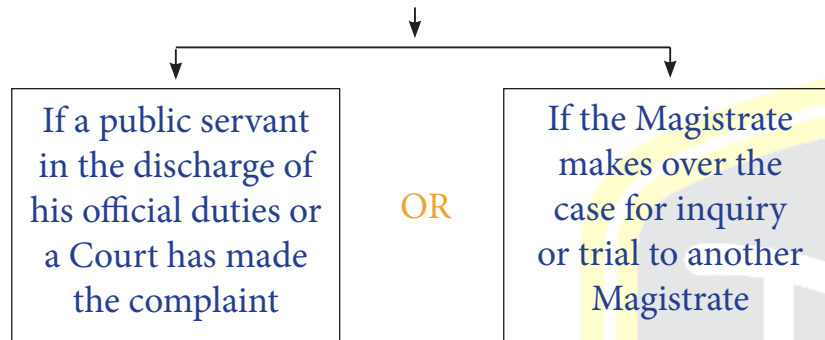 If a public servant
in the discharge of
his official duties or
a Court has made
the complaint
OR
If the Magistrate
makes over the
case for inquiry
or trial to another
Magistrate